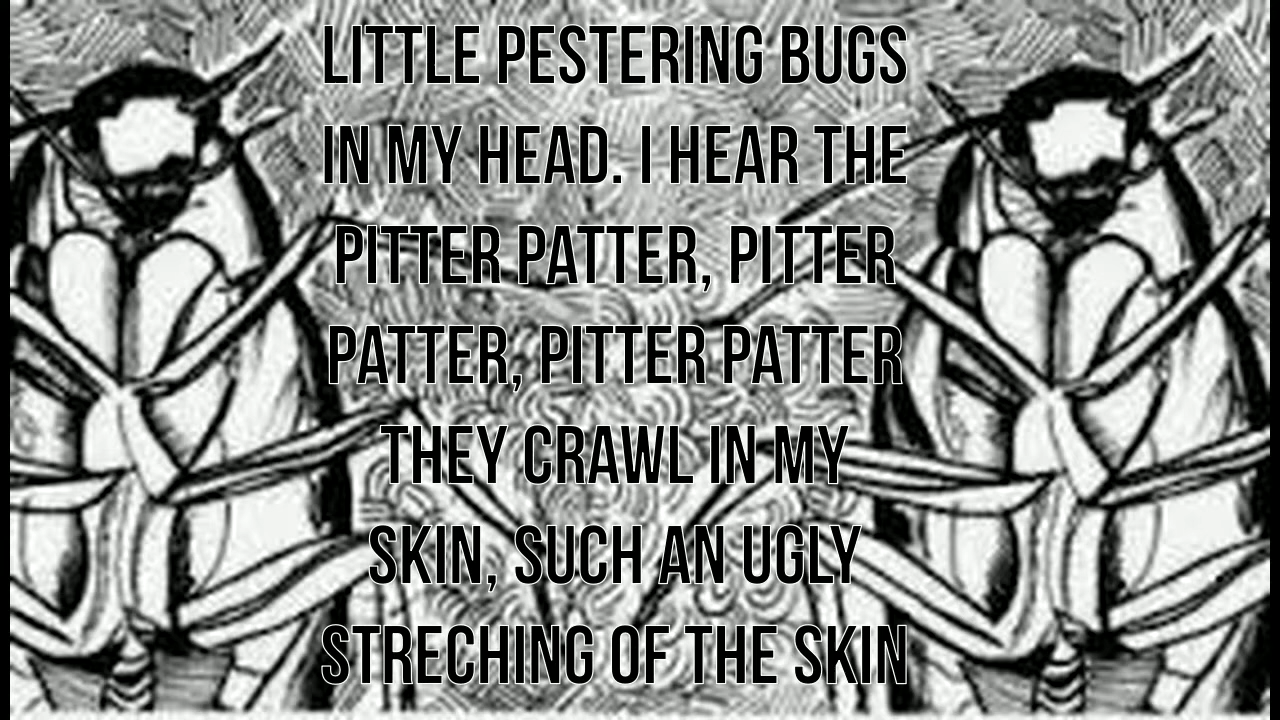 LITTLE PESTERING BUGS
IN MY HEAD. I HEAR THE
PITTER PATTER, PITTER
PATTER, PITTER PATTER
THEY CRAWL IN MY
SKIN, SUCH AN UGLY
STRECHING OF THE SKIN